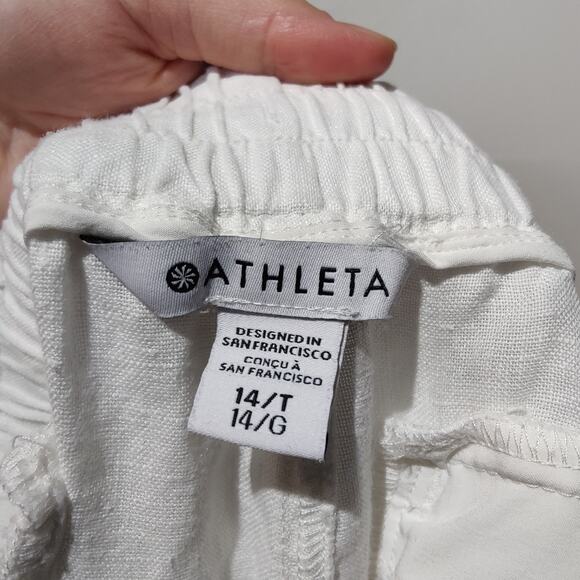 ATHLETA
DESIGNED IN
SAN FRANCISCO
CONÇU À
SAN FRANCISCO
14/T
14/G